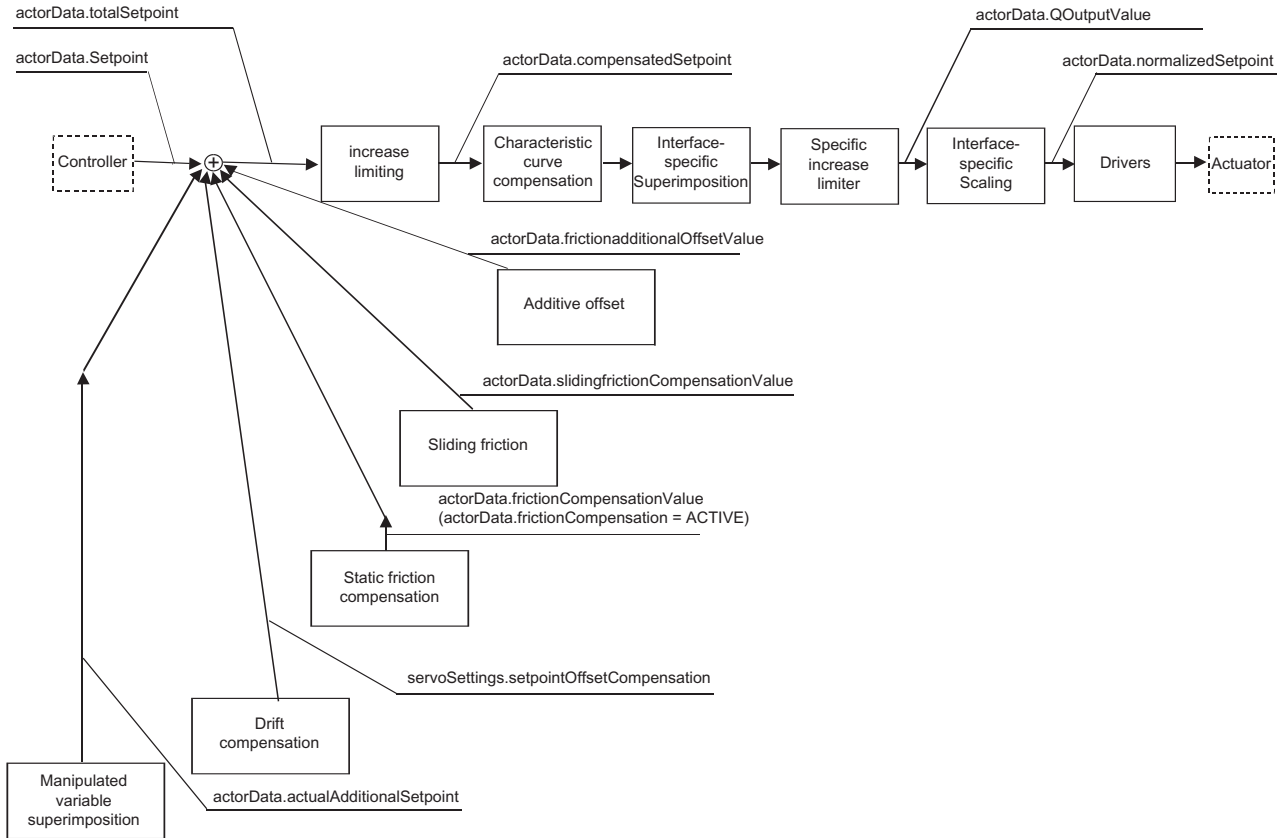 actorData.totalSetpoint
actorData.QOutputValue
actorData.Setpoint
actorData.compensatedSetpoint
actorData.normalizedSetpoint
Controller
increase
limiting
Characteristic
curve
compensation
Interface-
specific
Superimposition
Specific
increase
limiter
Interface-
specific
Scaling
Drivers
Actuator
actorData.frictionadditionalOffsetValue
Additive offset
actorData.slidingfrictionCompensationValue
Sliding friction
actorData.frictionCompensationValue
(actorData.frictionCompensation = ACTIVE)
Static friction
compensation
servoSettings.setpointOffsetCompensation
Drift
compensation
Manipulated
variable
superimposition
actorData.actualAdditionalSetpoint